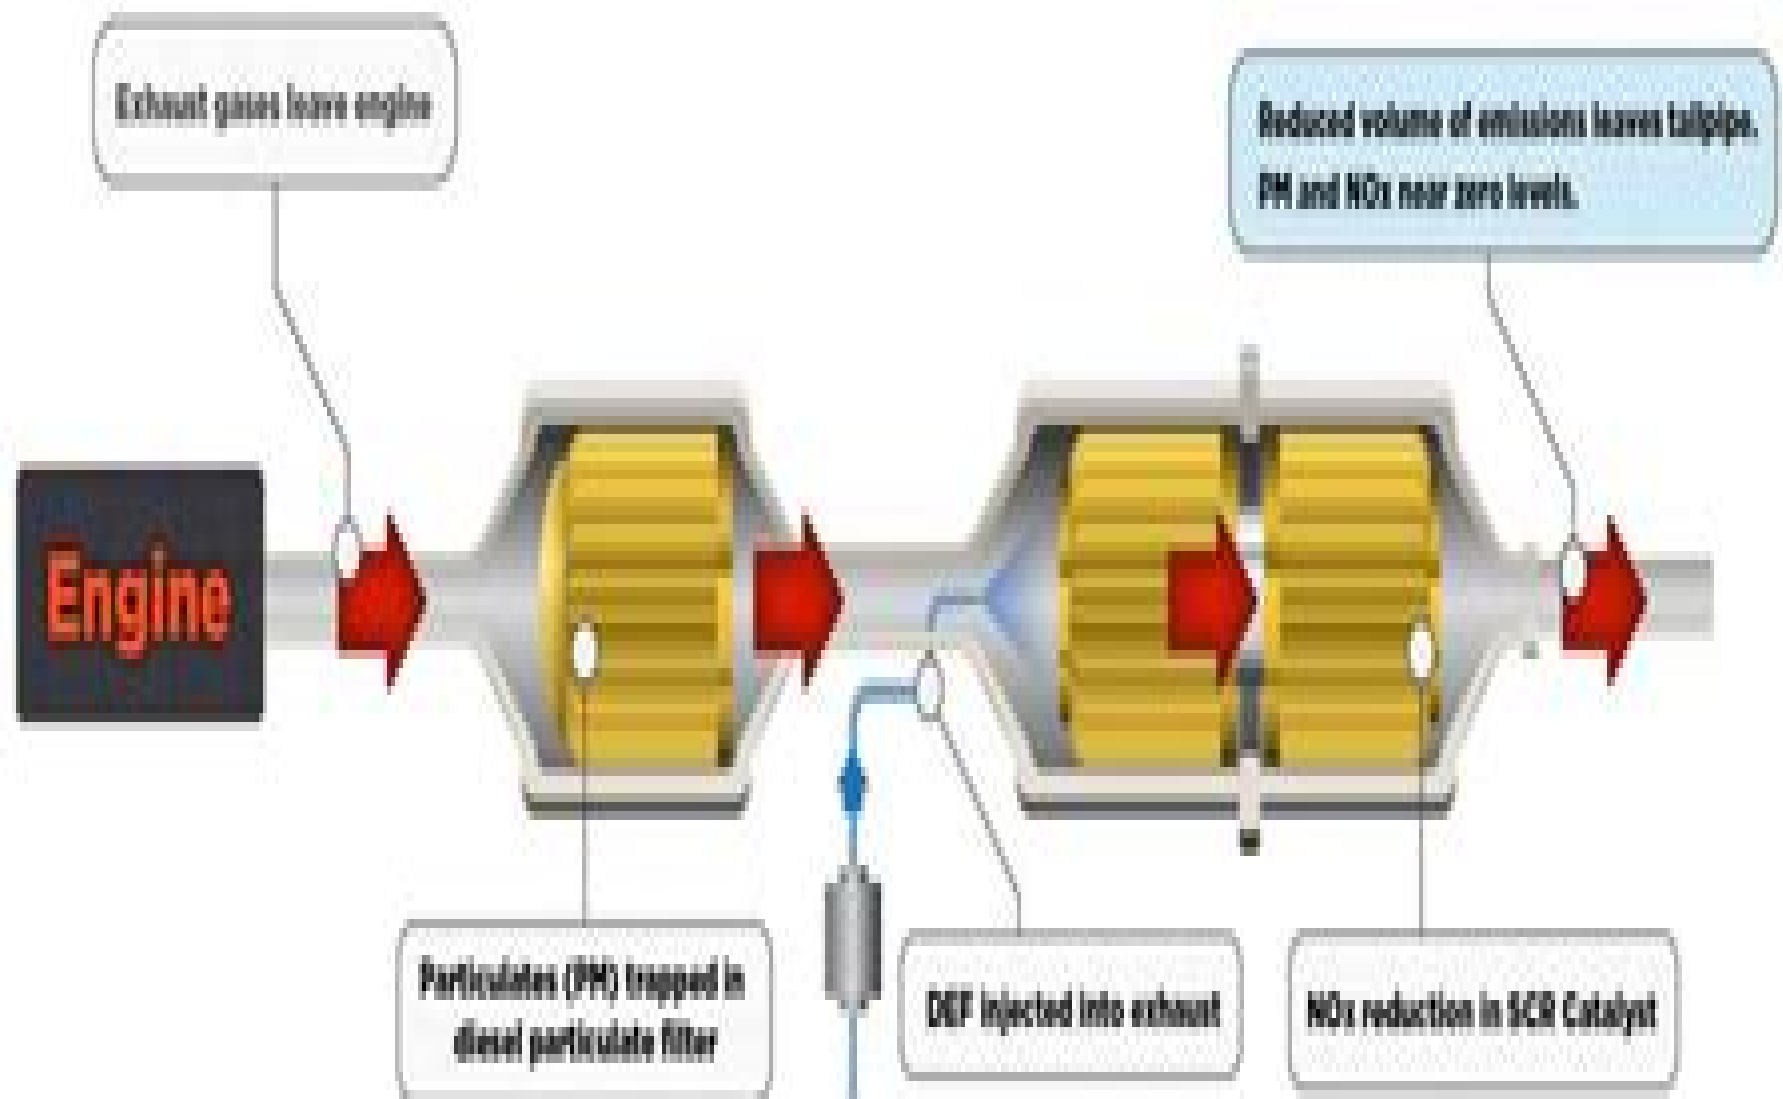 Exhaust gases leave engine
Reduced volume of emissions leaves tailpipe.
PM and NOx near zero levels.
Engine
Particulates (PM) trapped in
diesel particulate filter
DEF injected into exhaust
NOx reduction in SCR Catalyst